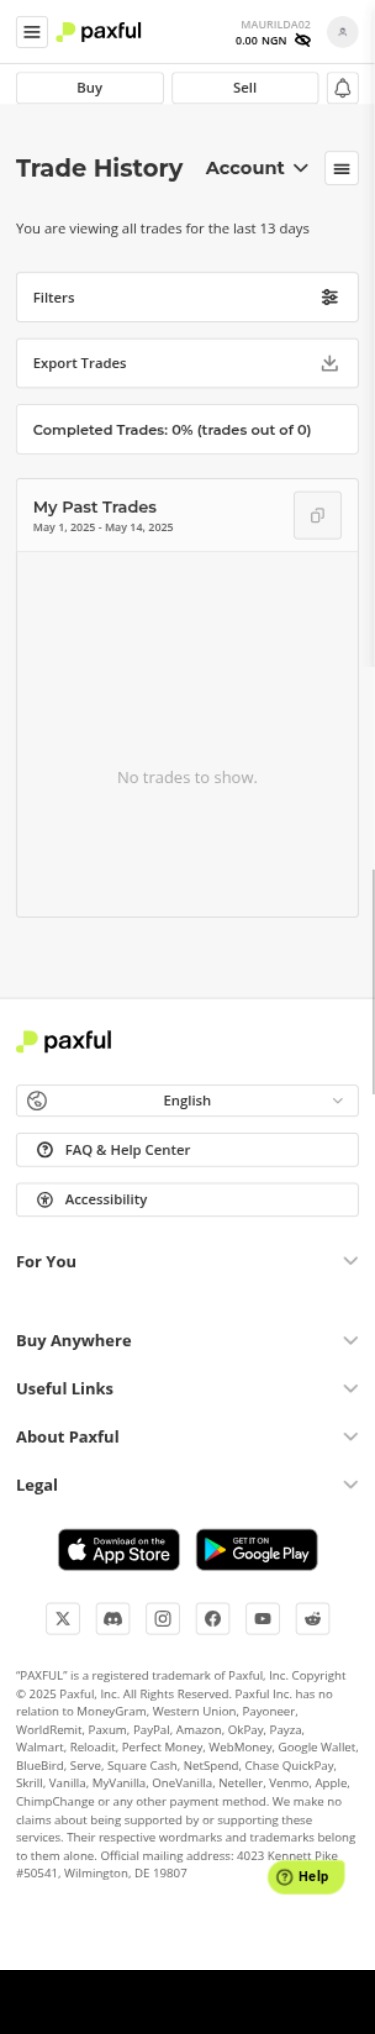 paxful
MAURILDA02
0.00 NGN
Buy
Sell
Trade History
Account
You are viewing all trades for the last 13 days
Filters
Export Trades
Completed Trades: 0% (trades out of 0)
My Past Trades
May 1, 2025 - May 14, 2025
No trades to show.
paxful
English
FAQ & Help Center
Accessibility
For You
Buy Anywhere
Useful Links
About Paxful
Legal
Download on the
App Store
GET IT ON
Google Play
“PAXFUL” is a registered trademark of Paxful, Inc. Copyright
© 2025 Paxful, Inc. All Rights Reserved. Paxful Inc. has no
relation to MoneyGram, Western Union, Payoneer,
WorldRemit, Paxum, PayPal, Amazon, OkPay, Payza,
Walmart, Reloadit, Perfect Money, WebMoney, Google Wallet,
BlueBird, Serve, Square Cash, NetSpend, Chase QuickPay,
Skrill, Vanilla, MyVanilla, OneVanilla, Neteller, Venmo, Apple,
ChimpChange or any other payment method. We make no
claims about being supported by or supporting these
services. Their respective wordmarks and trademarks belong
to them alone. Official mailing address: 4023 Kennett Pike
#50541, Wilmington, DE 19807
Help